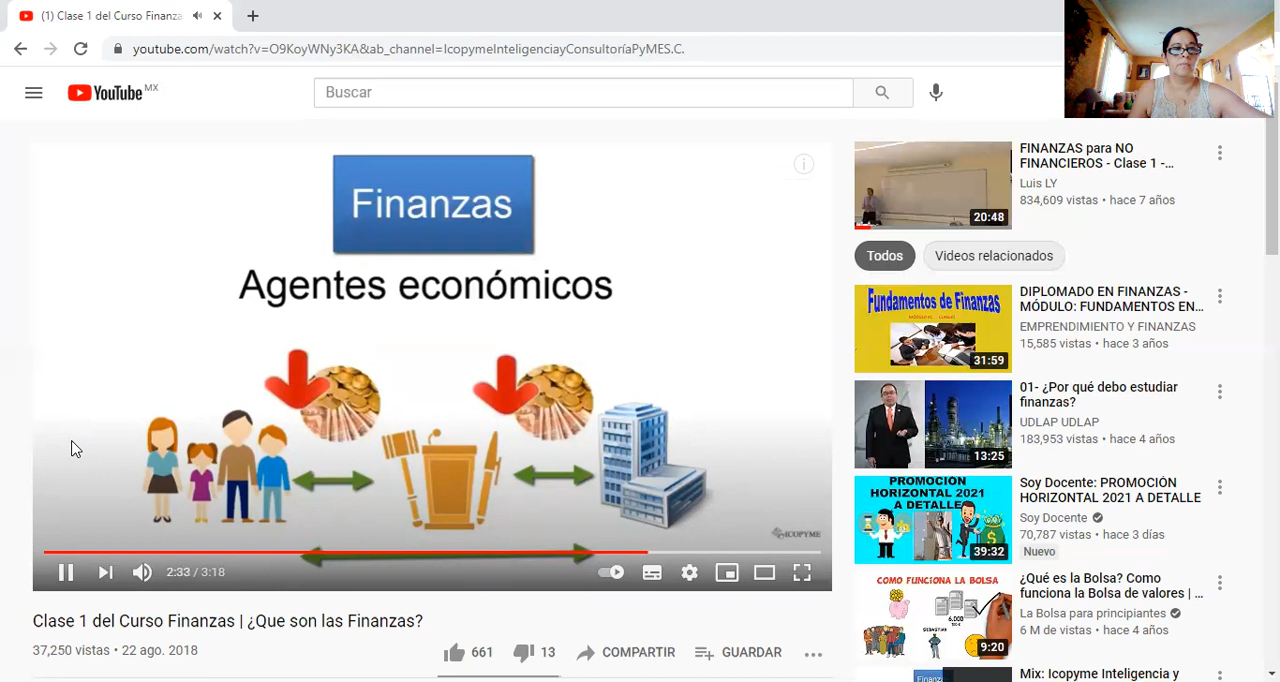 (1) Clase 1 del Curso Finanza
youtube.com/watch?v=O9KoyWNy3KA&ab_channel=IcopymeInteligenciayConsultoríaPyMES.C.
YouTube MX
Buscar
Finanzas
Agentes económicos
ICOPYME
2:33 / 3:18
Clase 1 del Curso Finanzas | ¿Que son las Finanzas?
37,250 vistas • 22 ago. 2018
661
13
COMPARTIR
GUARDAR
20:48
FINANZAS para NO
FINANCIEROS - Clase 1 -...
Luis LY
834,609 vistas • hace 7 años
Todos
Videos relacionados
Fundamentos de Finanzas
31:59
DIPLOMADO EN FINANZAS -
MÓDULO: FUNDAMENTOS EN...
EMPRENDIMIENTO Y FINANZAS
15,585 vistas • hace 3 años
13:25
01- ¿Por qué debo estudiar
finanzas?
UDLAP UDLAP
183,953 vistas • hace 4 años
PROMOCION
HORIZONTAL 2021
A DETALLE
39:32
Soy Docente: PROMOCIÓN
HORIZONTAL 2021 A DETALLE
Soy Docente
70,787 vistas • hace 3 días
Nuevo
COMO FUNCIONA LA BOLSA
9:20
¿Qué es la Bolsa? Como
funciona la Bolsa de valores | ...
La Bolsa para principiantes
6 M de vistas • hace 4 años
Finanzas
Mix: Icopyme Inteligencia y